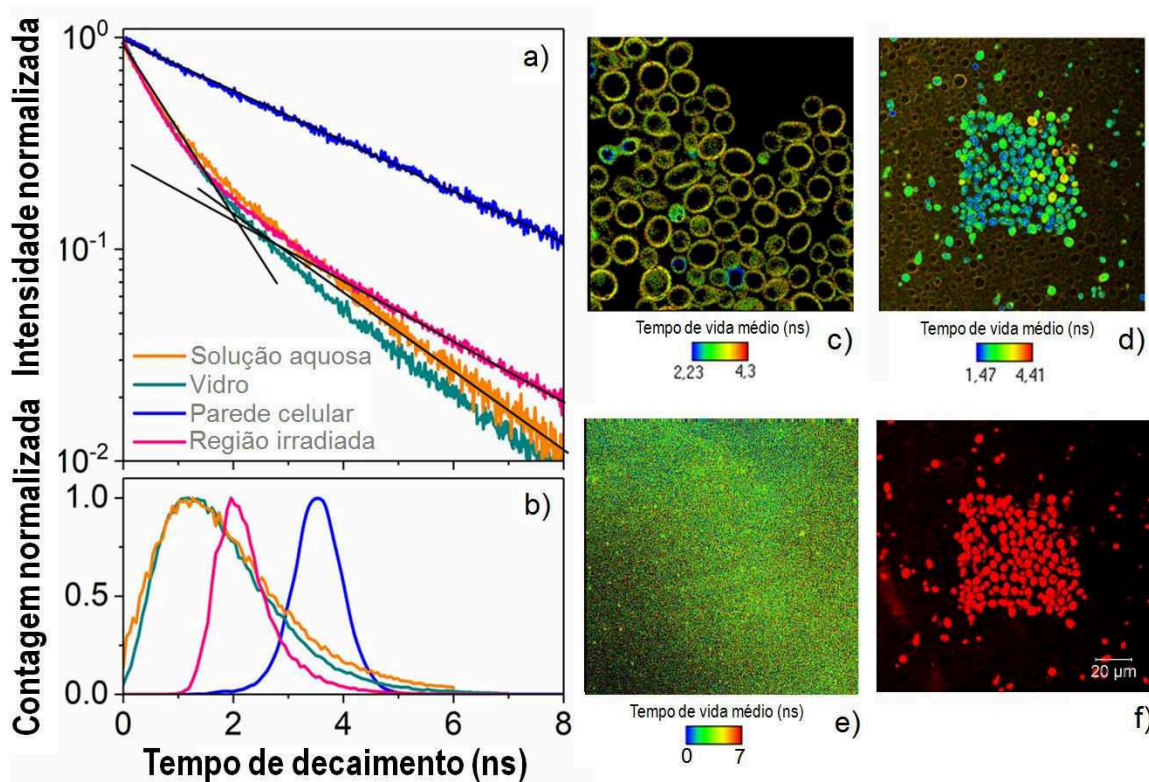 Intensidade normalizada
10⁰
10⁻¹
10⁻²
a)
Solução aquosa
Vidro
Parede celular
Região irradiada
Contagem normalizada
1.0
0.5
0.0
b)
0 2 4 6 8
Tempo de decaimento (ns)
Tempo de vida médio (ns)
2,23 4,3
c)
Tempo de vida médio (ns)
1,47 4,41
d)
Tempo de vida médio (ns)
0 7
e)
20 µm
f)